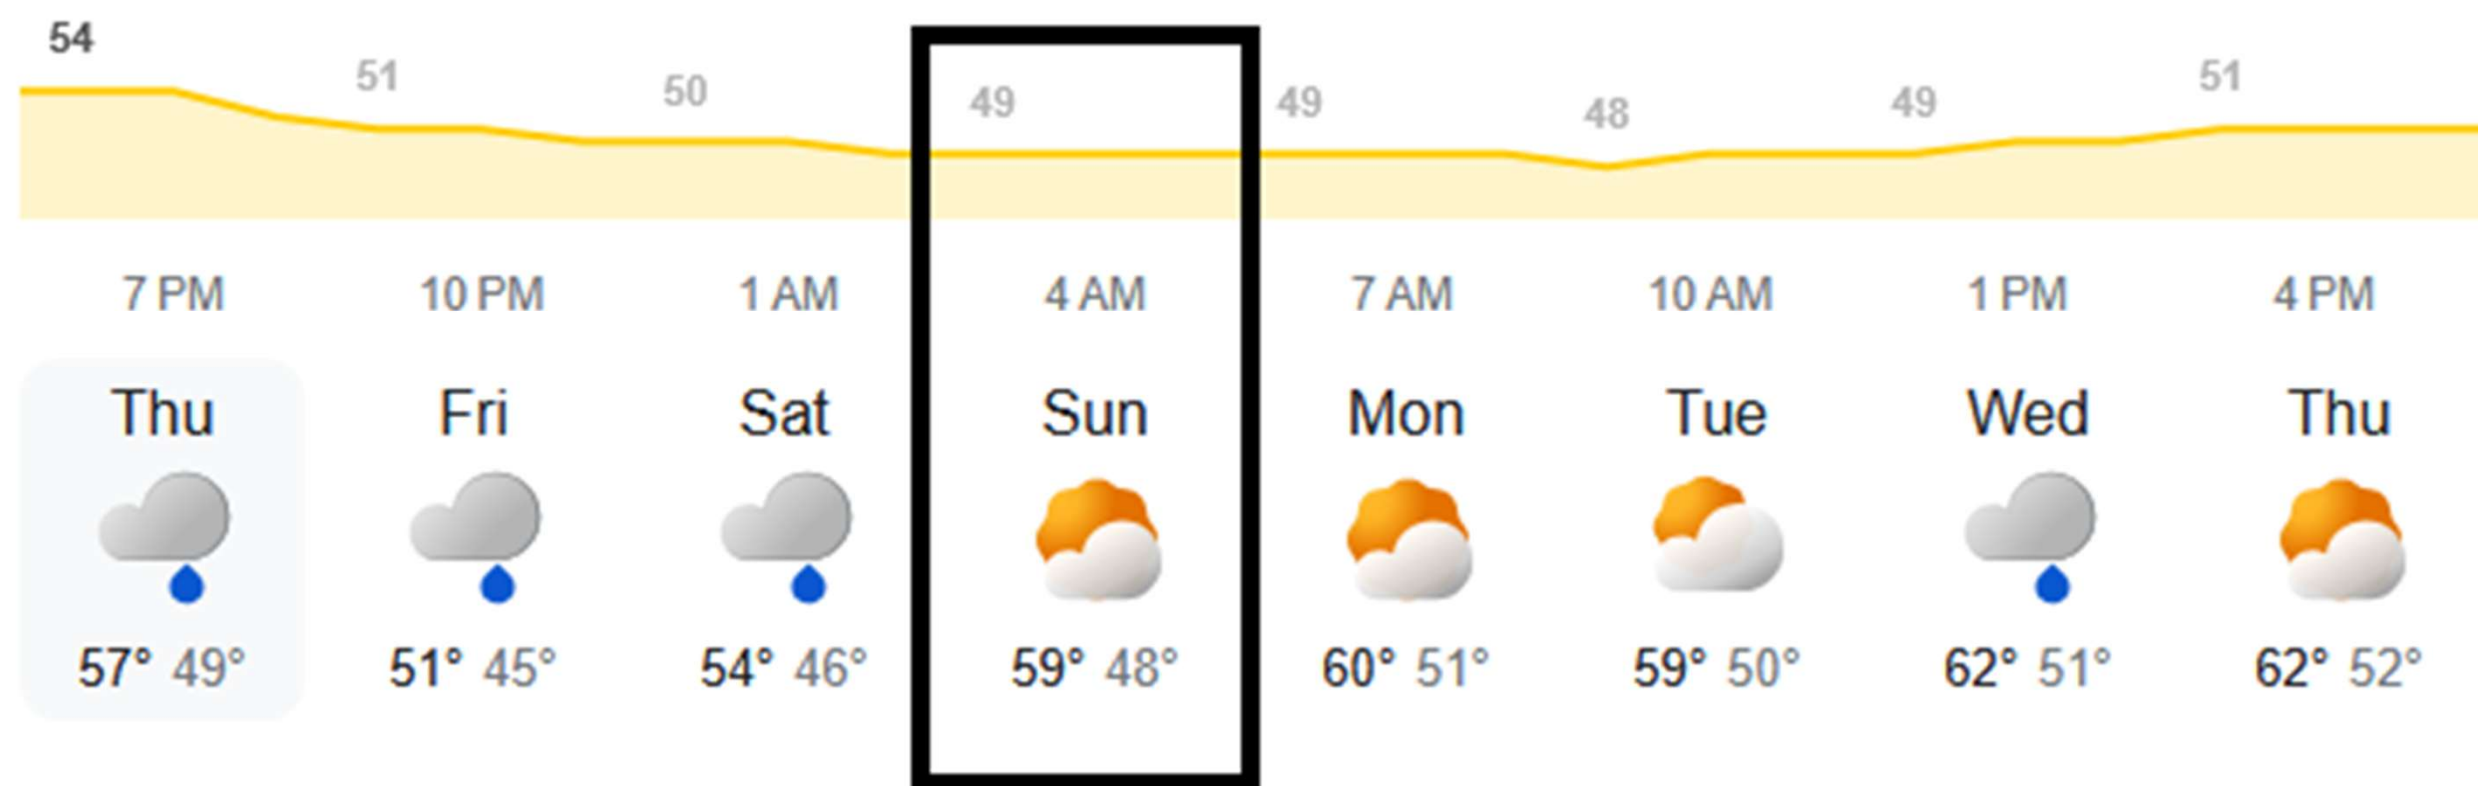 54 51 50 49 49 48 49 51
7 PM 10 PM 1 AM 4 AM 7 AM 10 AM 1 PM 4 PM
Thu Fri Sat Sun Mon Tue Wed Thu
57° 49° 51° 45° 54° 46° 59° 48° 60° 51° 59° 50° 62° 51° 62° 52°